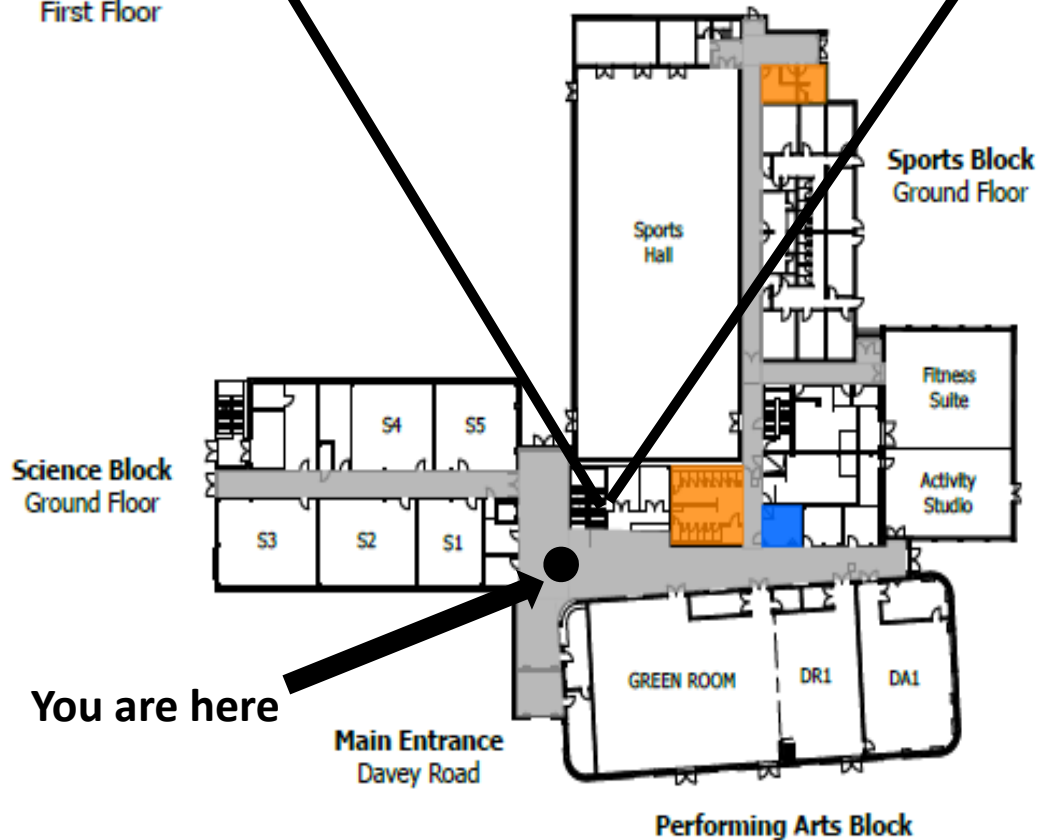 First Floor
Sports Block
Ground Floor
Sports
Hall
Fitness
Suite
Activity
Studio
S4
S5
Science Block
Ground Floor
S3
S2
S1
You are here
GREEN ROOM
DR1
DA1
Main Entrance
Davey Road
Performing Arts Block